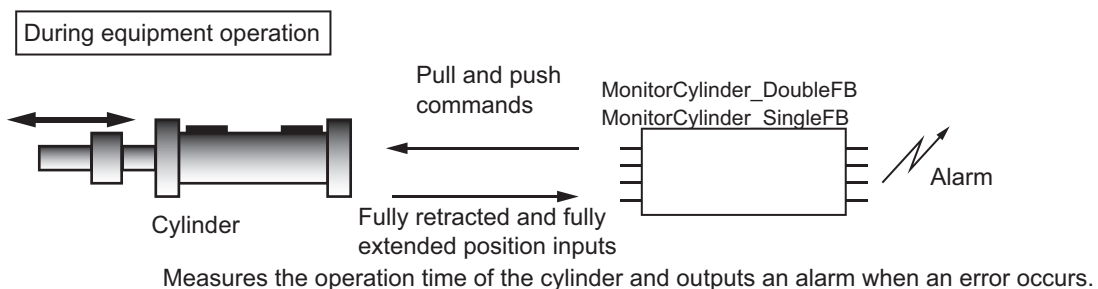 During equipment operation
Pull and push
commands
MonitorCylinder_DoubleFB
MonitorCylinder_SingleFB
Alarm
Cylinder
Fully retracted and fully
extended position inputs
Measures the operation time of the cylinder and outputs an alarm when an error occurs.